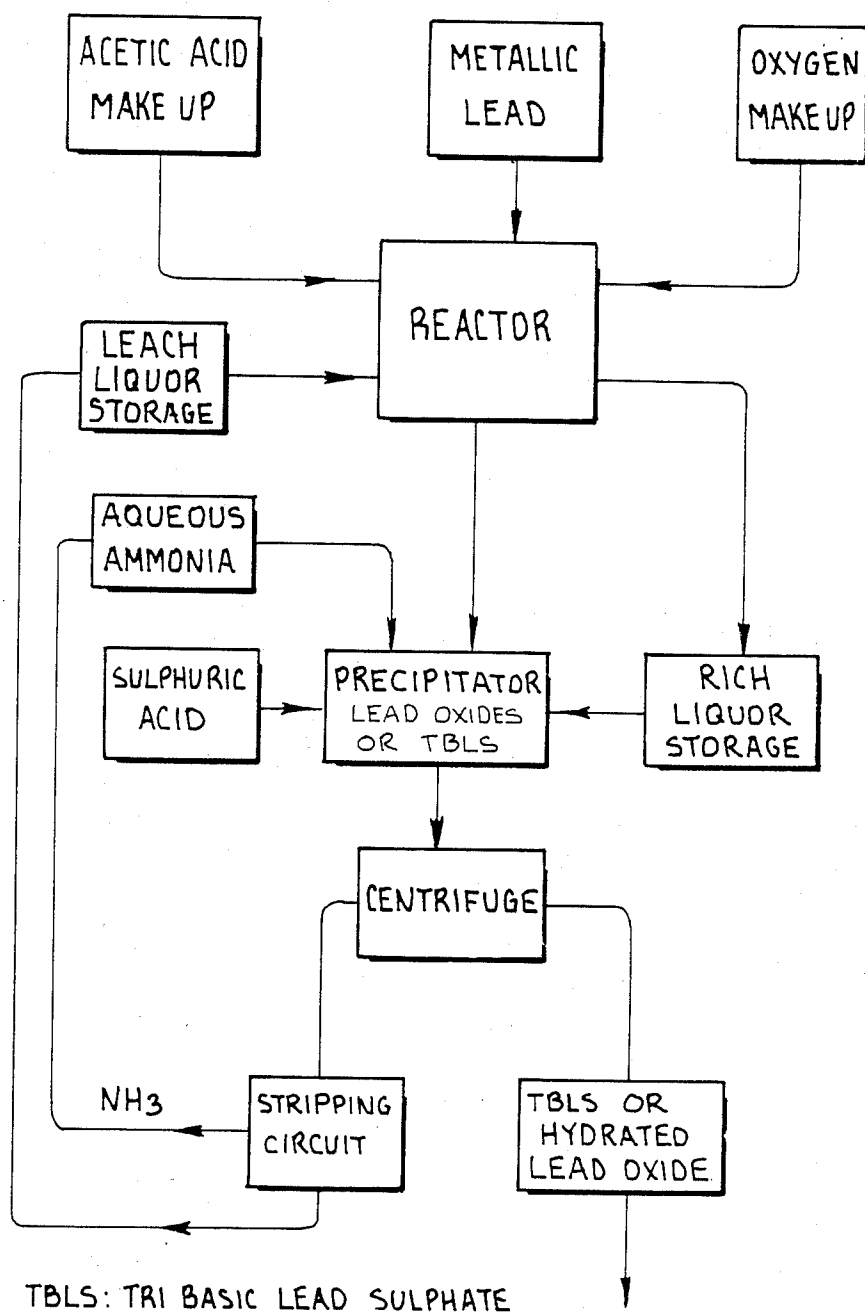 ACETIC ACID
MAKE UP
METALLIC
LEAD
OXYGEN
MAKEUP
REACTOR
LEACH
LIQUOR
STORAGE
AQUEOUS
AMMONIA
SULPHURIC
ACID
PRECIPITATOR
LEAD OXIDES
OR TBLS
RICH
LIQUOR
STORAGE
CENTRIFUGE
NH3
STRIPPING
CIRCUIT
TBLS OR
HYDRATED
LEAD OXIDE
TBLS: TRI BASIC LEAD SULPHATE